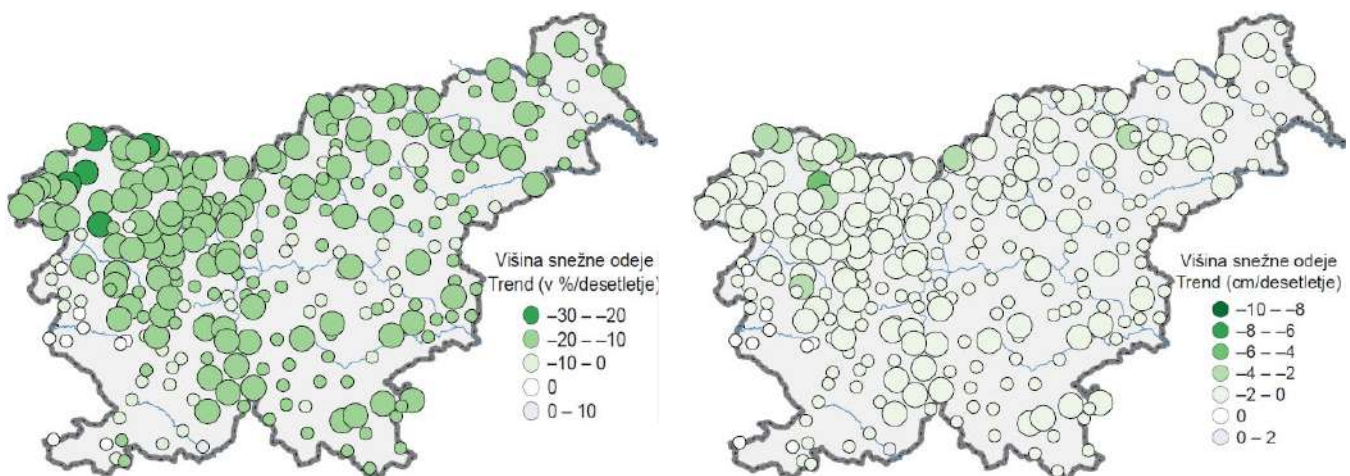 Višina snežne odeje
Trend (v %/desetletje)
–30 – –20
–20 – –10
–10 – 0
0
0 – 10
Višina snežne odeje
Trend (cm/desetletje)
–10 – –8
–8 – –6
–6 – –4
–4 – –2
–2 – 0
0
0 – 2